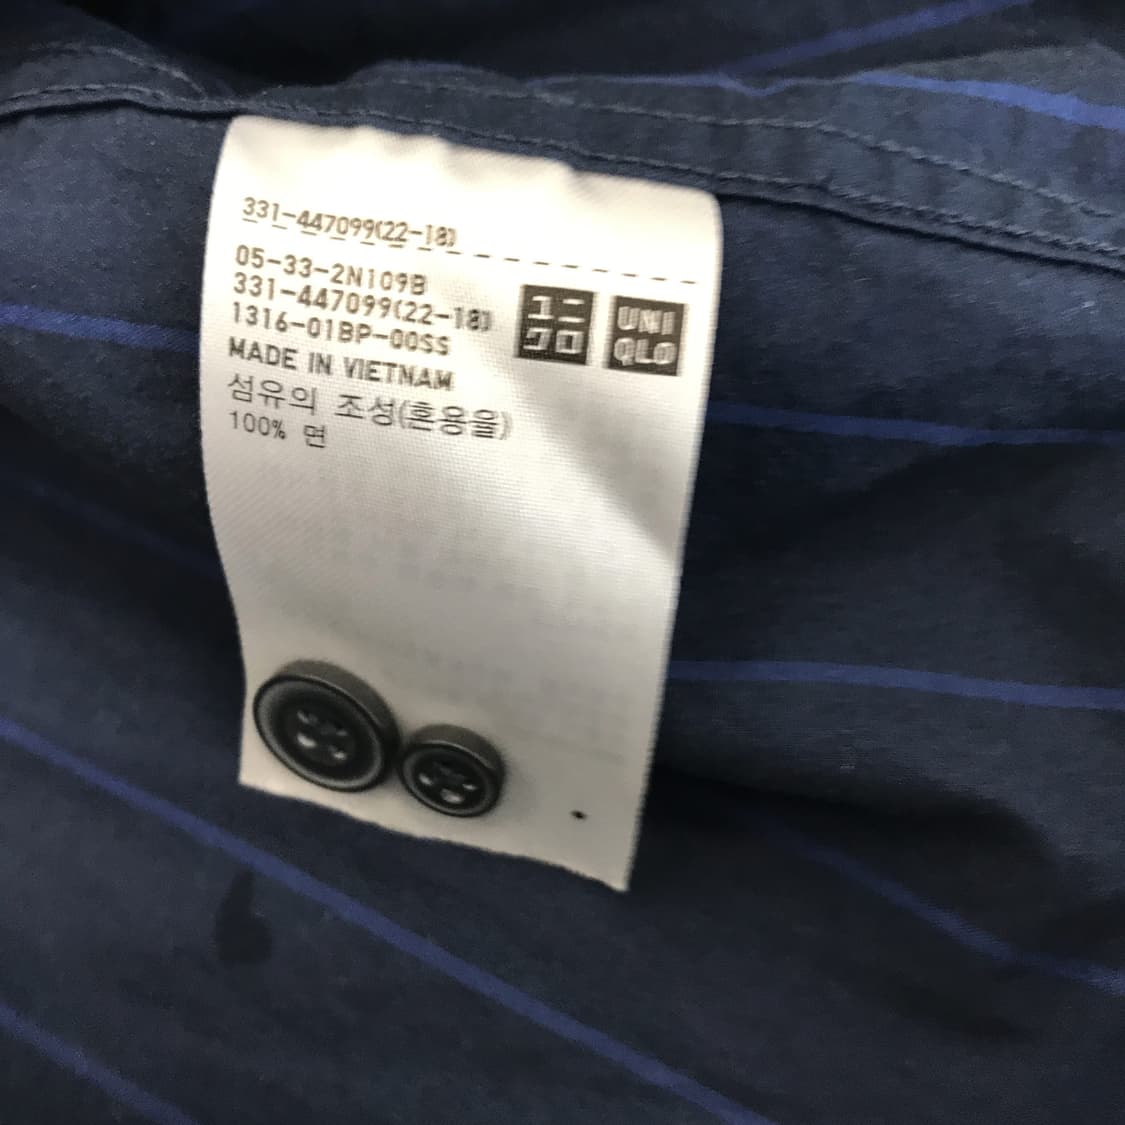 331-447099(22-18)
05-33-2N109B
331-447099(22-18)
1316-01BP-00SS
MADE IN VIETNAM
섬유의 조성(혼용율)
100% 면
ユニ
クロ
UNI
QLO